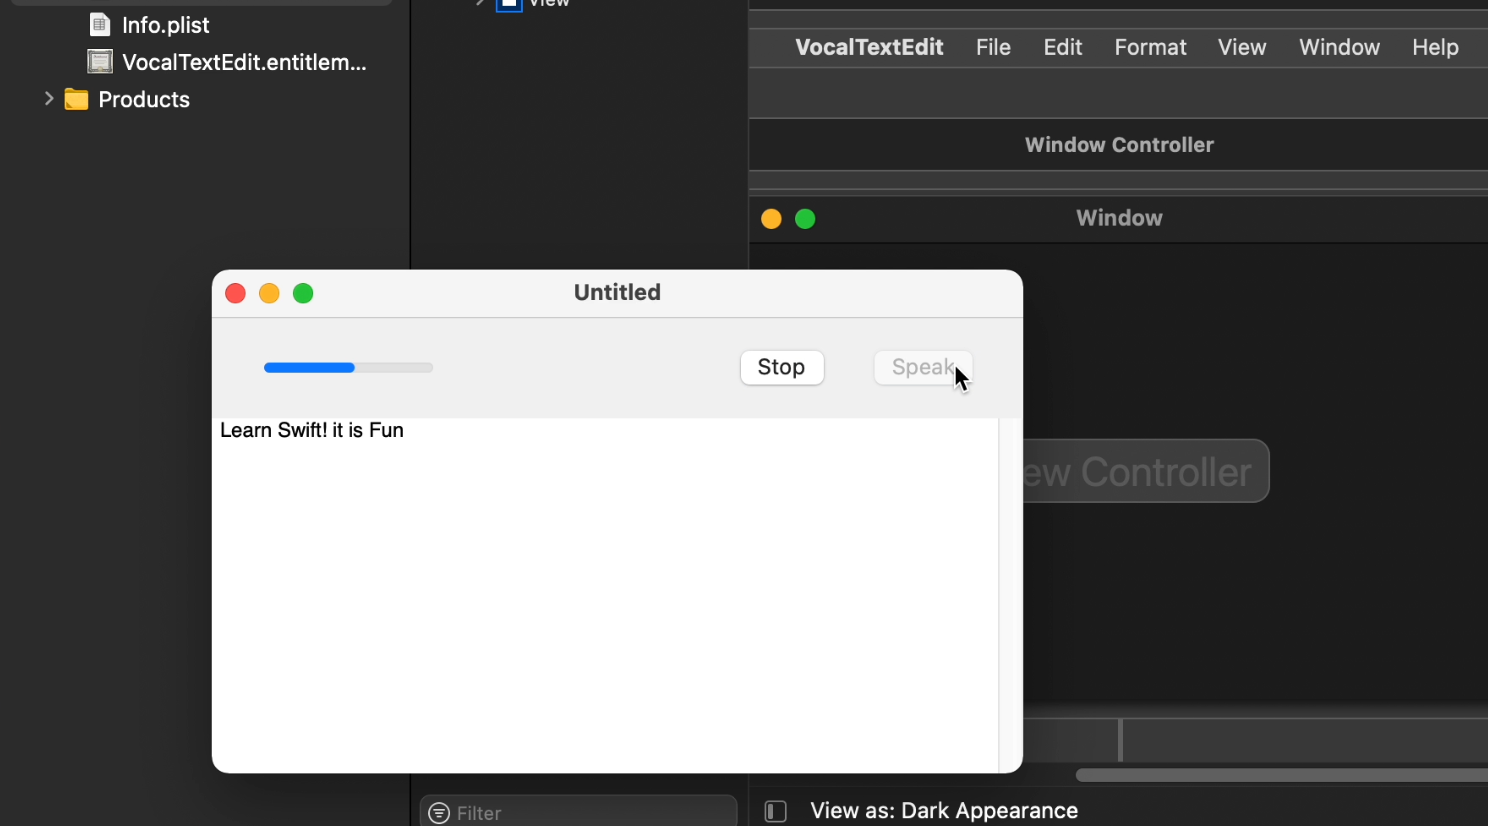 View
Info.plist
VocalTextEdit.entitlem...
Products
VocalTextEdit File Edit Format View Window Help
Window Controller
Window
Untitled
Stop Speak
Learn Swift! it is Fun
Controller
Filter
View as: Dark Appearance